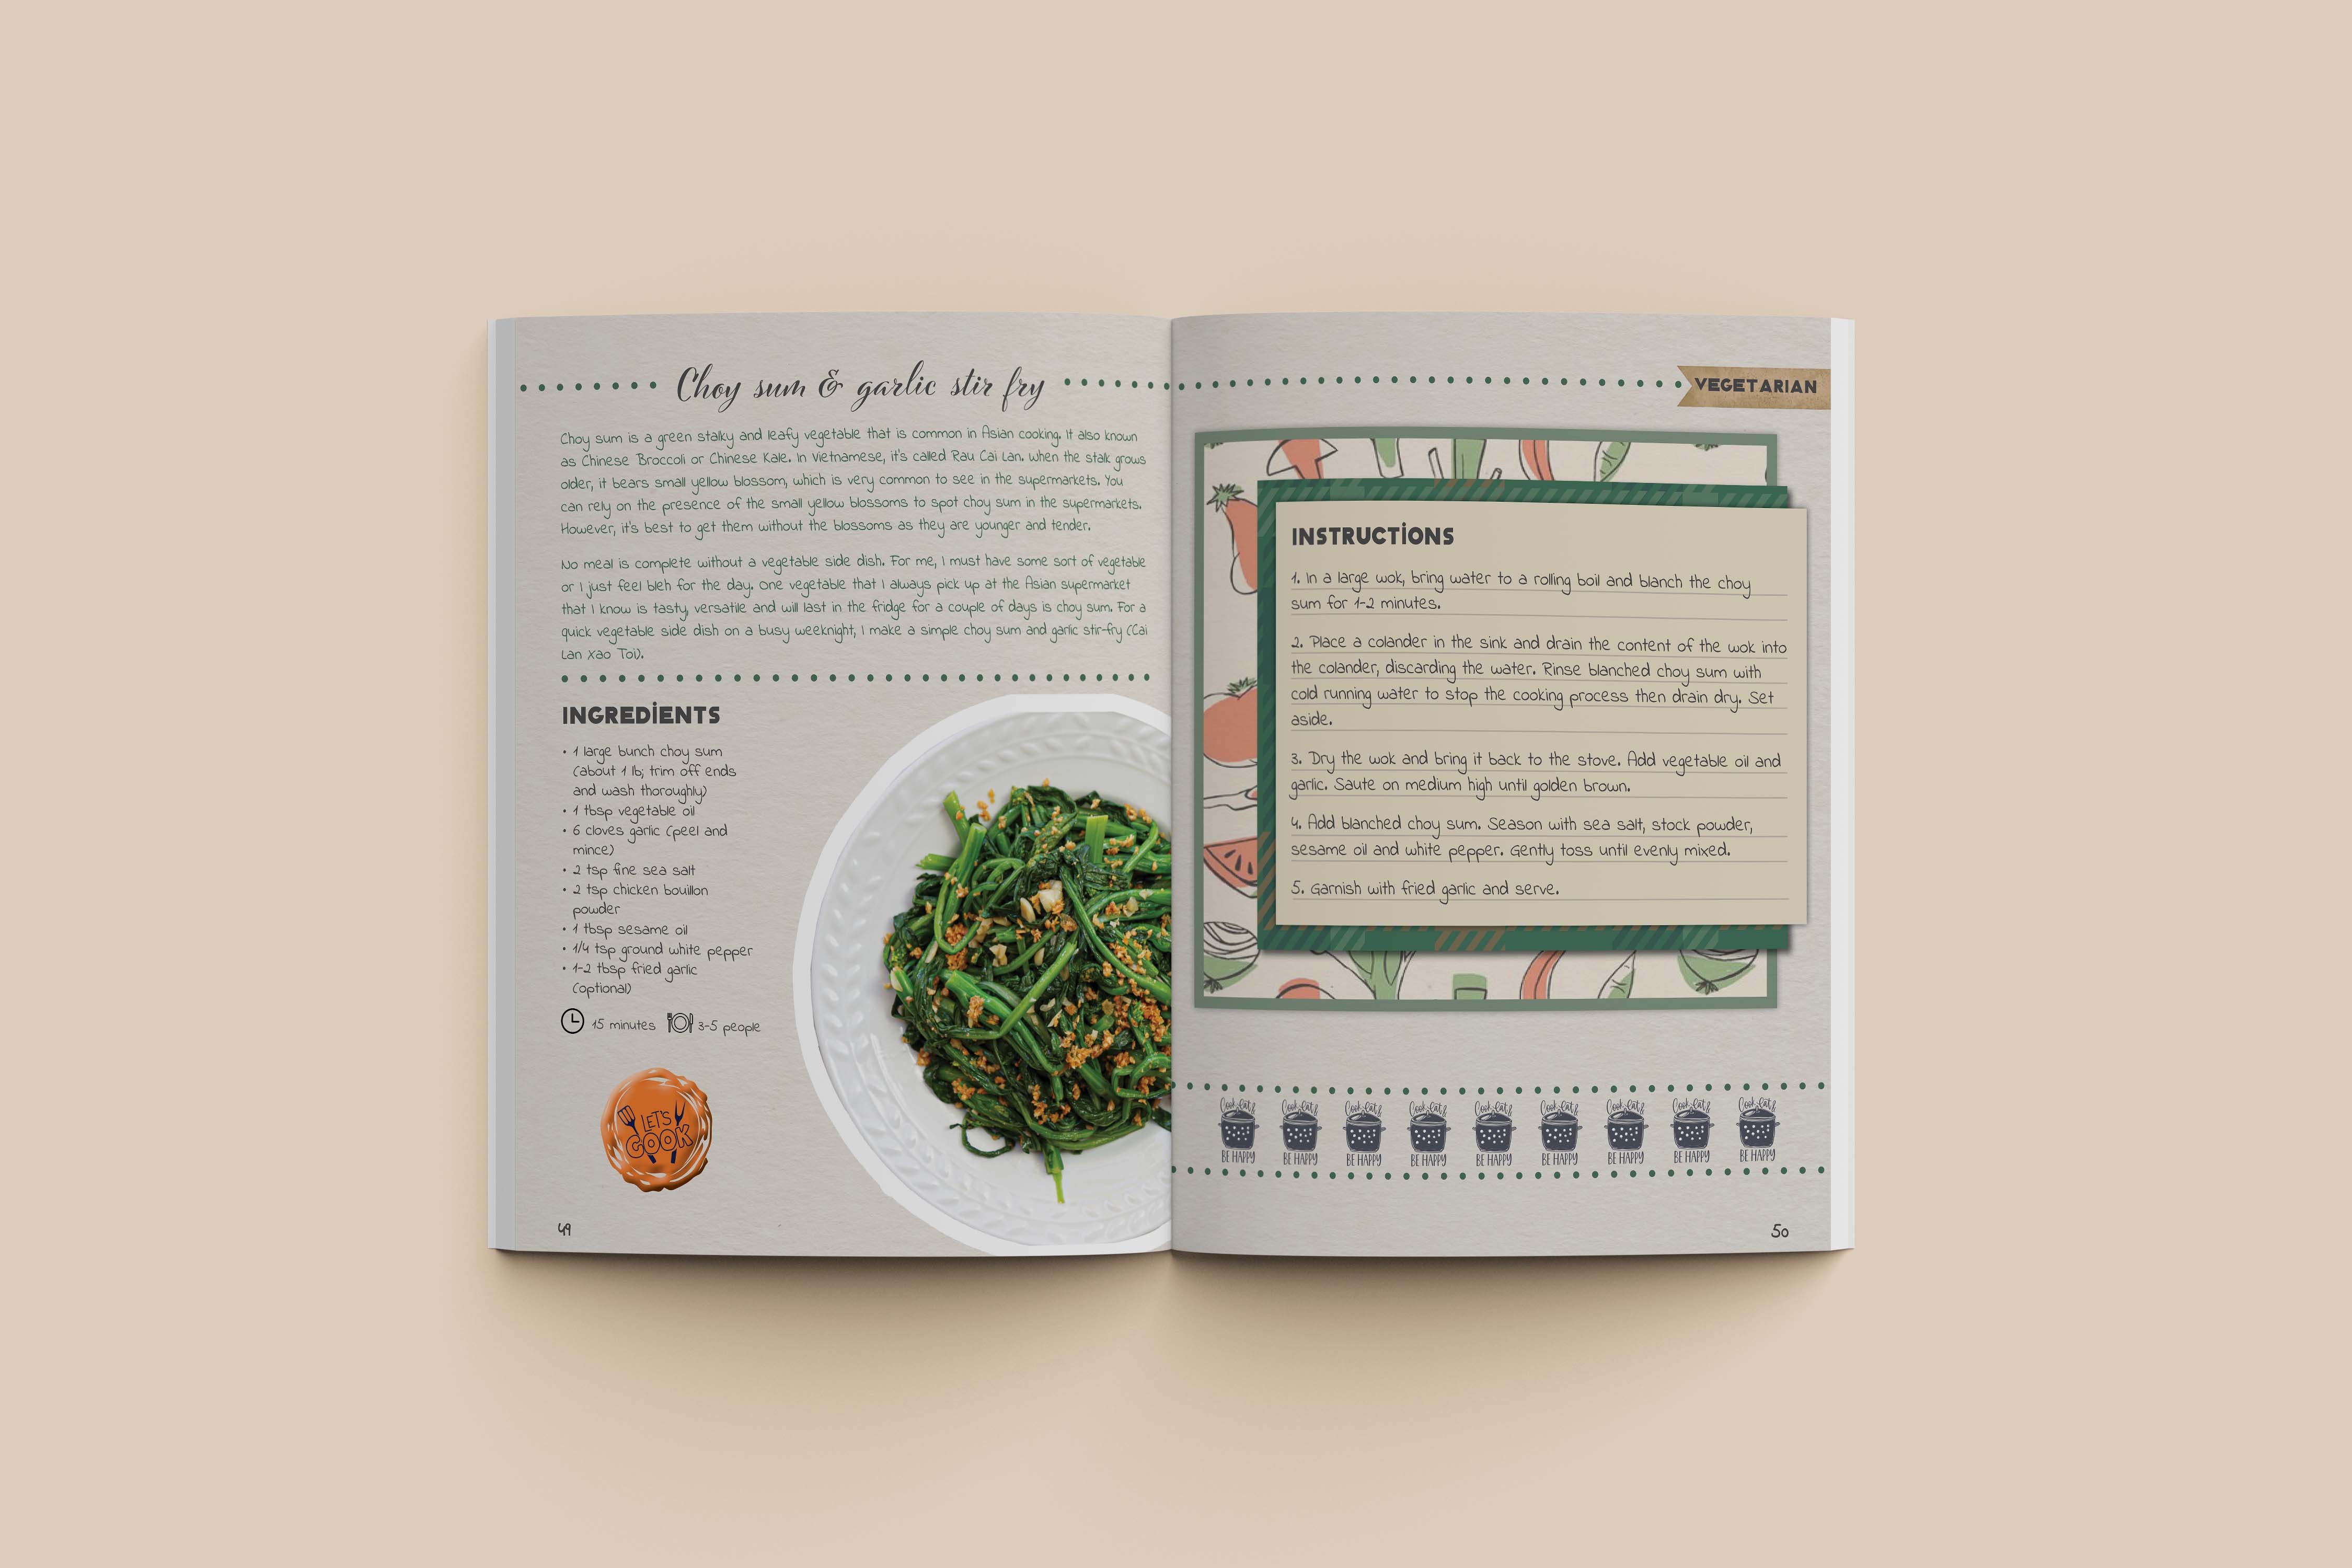 Choy sum & garlic stir fry
Choy sum is a green stalky and leafy vegetable that is common in Asian cooking. It also known
as Chinese Broccoli or Chinese Kale. In Vietnamese, it's called Rau Cai Lan. When the stalk grows
older, it bears small yellow blossom, which is very common to see in the supermarkets. You
can rely on the presence of the small yellow blossoms to spot choy sum in the supermarkets.
However, it's best to get them without the blossoms as they are younger and tender.
No meal is complete without a vegetable side dish. For me, I must have some sort of vegetable
or I just feel bleh for the day. One vegetable that I always pick up at the Asian supermarket
that I know is tasty, versatile and will last in the fridge for a couple of days is choy sum. For a
quick vegetable side dish on a busy weeknight, I make a simple choy sum and garlic stir-fry (Cai
Lan Xao Toi).
INGREDIENTS
• 1 large bunch choy sum
(about 1 lb; trim off ends
and wash thoroughly)
• 1 tbsp vegetable oil
• 6 cloves garlic (peel and
mince)
• 2 tsp fine sea salt
• 2 tsp chicken bouillon
powder
• 1 tbsp sesame oil
• 1/4 tsp ground white pepper
• 1-2 tbsp fried garlic
(optional)
15 minutes 3-5 people
LET'S
COOK
49
VEGETARIAN
INSTRUCTIONS
1. In a large wok, bring water to a rolling boil and blanch the choy
sum for 1-2 minutes.
2. Place a colander in the sink and drain the content of the wok into
the colander, discarding the water. Rinse blanched choy sum with
cold running water to stop the cooking process then drain dry. Set
aside.
3. Dry the wok and bring it back to the stove. Add vegetable oil and
garlic. Saute on medium high until golden brown.
4. Add blanched choy sum. Season with sea salt, stock powder,
sesame oil and white pepper. Gently toss until evenly mixed.
5. Garnish with fried garlic and serve.
Cook, Eat & Cook, Eat & Cook, Eat & Cook, Eat & Cook, Eat & Cook, Eat & Cook, Eat & Cook, Eat & Cook, Eat &
BE HAPPY BE HAPPY BE HAPPY BE HAPPY BE HAPPY BE HAPPY BE HAPPY BE HAPPY BE HAPPY
50